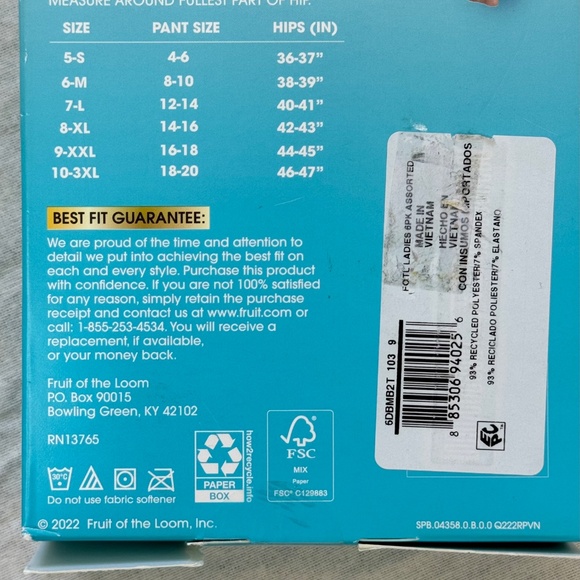 MEASURE AROUND FULLEST PART OF HIP.
SIZE PANT SIZE HIPS (IN)
5-S 4-6 36-37”
6-M 8-10 38-39”
7-L 12-14 40-41”
8-XL 14-16 42-43”
9-XXL 16-18 44-45”
10-3XL 18-20 46-47”
BEST FIT GUARANTEE:
We are proud of the time and attention to
detail we put into achieving the best fit on
each and every style. Purchase this product
with confidence. If you are not 100% satisfied
for any reason, simply retain the purchase
receipt and contact us at www.fruit.com or
call: 1-855-253-4534. You will receive a
replacement, if available,
or your money back.
Fruit of the Loom
P.O. Box 90015
Bowling Green, KY 42102
RN13765
30°C
Do not use fabric softener
PAPER
BOX
how2recycle.info
FSC
MIX
Paper
FSC® C129883
© 2022 Fruit of the Loom, Inc.
SPB.04358.0.B.0.0 Q222RPVN
FOTL LADIES 6PK ASSORTED
MADE IN
VIETNAM
HECHO EN
VIETNAM
CON INSUMOS IMPORTADOS
93% RECYCLED POLYESTER/7% SPANDEX
93% RECICLADO POLIESTER/7% ELASTANO
6DBMB2T 103 9
8 85306 94025 6
EPC